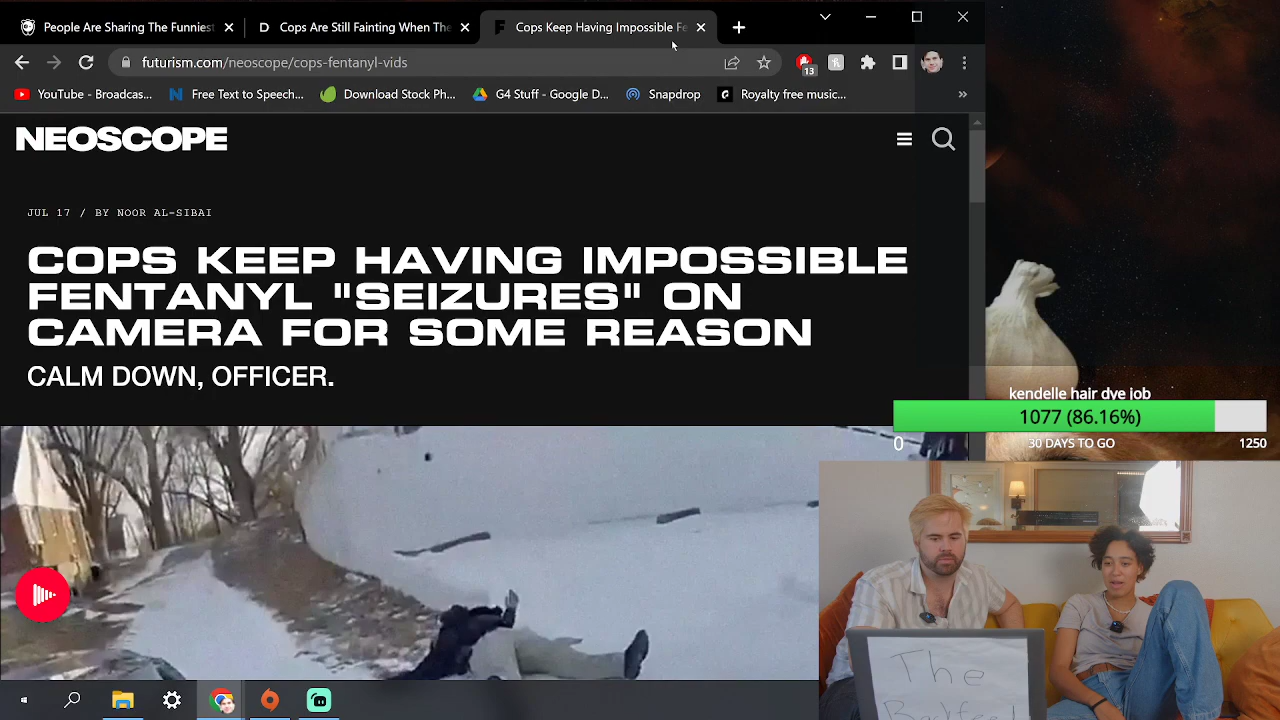 People Are Sharing The Funniest
Cops Are Still Fainting When The
Cops Keep Having Impossible Fe
futurism.com/neoscope/cops-fentanyl-vids
13
YouTube - Broadcas...
Free Text to Speech...
Download Stock Ph...
G4 Stuff - Google D...
Snapdrop
Royalty free music...
»
NEOSCOPE
JUL 17 / BY NOOR AL-SIBAI
COPS KEEP HAVING IMPOSSIBLE
FENTANYL "SEIZURES" ON
CAMERA FOR SOME REASON
CALM DOWN, OFFICER.
kendelle hair dye job
1077 (86.16%)
0
30 DAYS TO GO
1250
The
Backfeed